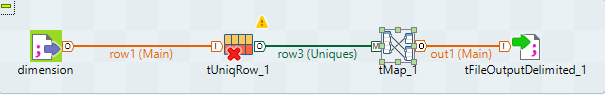 row1 (Main)
row3 (Uniques)
out1 (Main)
O
I
O
M
O
I
dimension
tUniqRow_1
tMap_1
tFileOutputDelimited_1